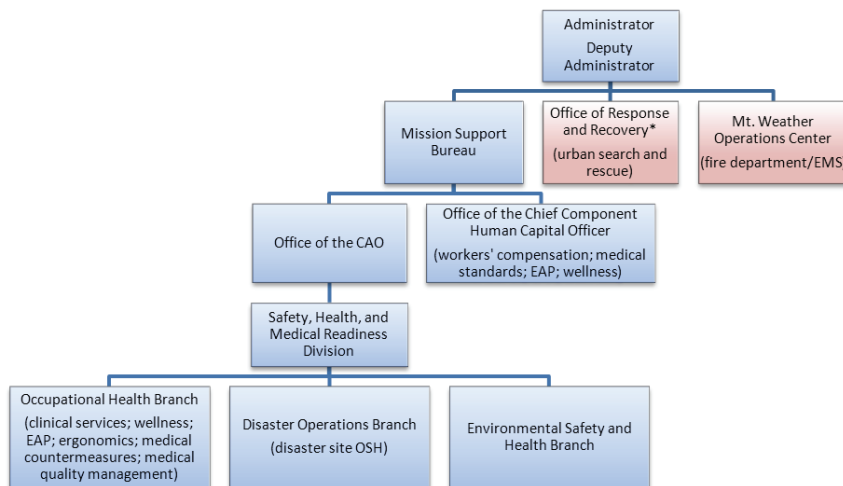 Administrator
Deputy
Administrator
Mission Support
Bureau
Office of Response
and Recovery*
(urban search and
rescue)
Mt. Weather
Operations Center
(fire department/EMS)
Office of the CAO
Office of the Chief Component
Human Capital Officer
(workers' compensation; medical
standards; EAP; wellness)
Safety, Health, and
Medical Readiness
Division
Occupational Health Branch
(clinical services; wellness;
EAP; ergonomics; medical
countermeasures; medical
quality management)
Disaster Operations Branch
(disaster site OSH)
Environmental Safety and
Health Branch